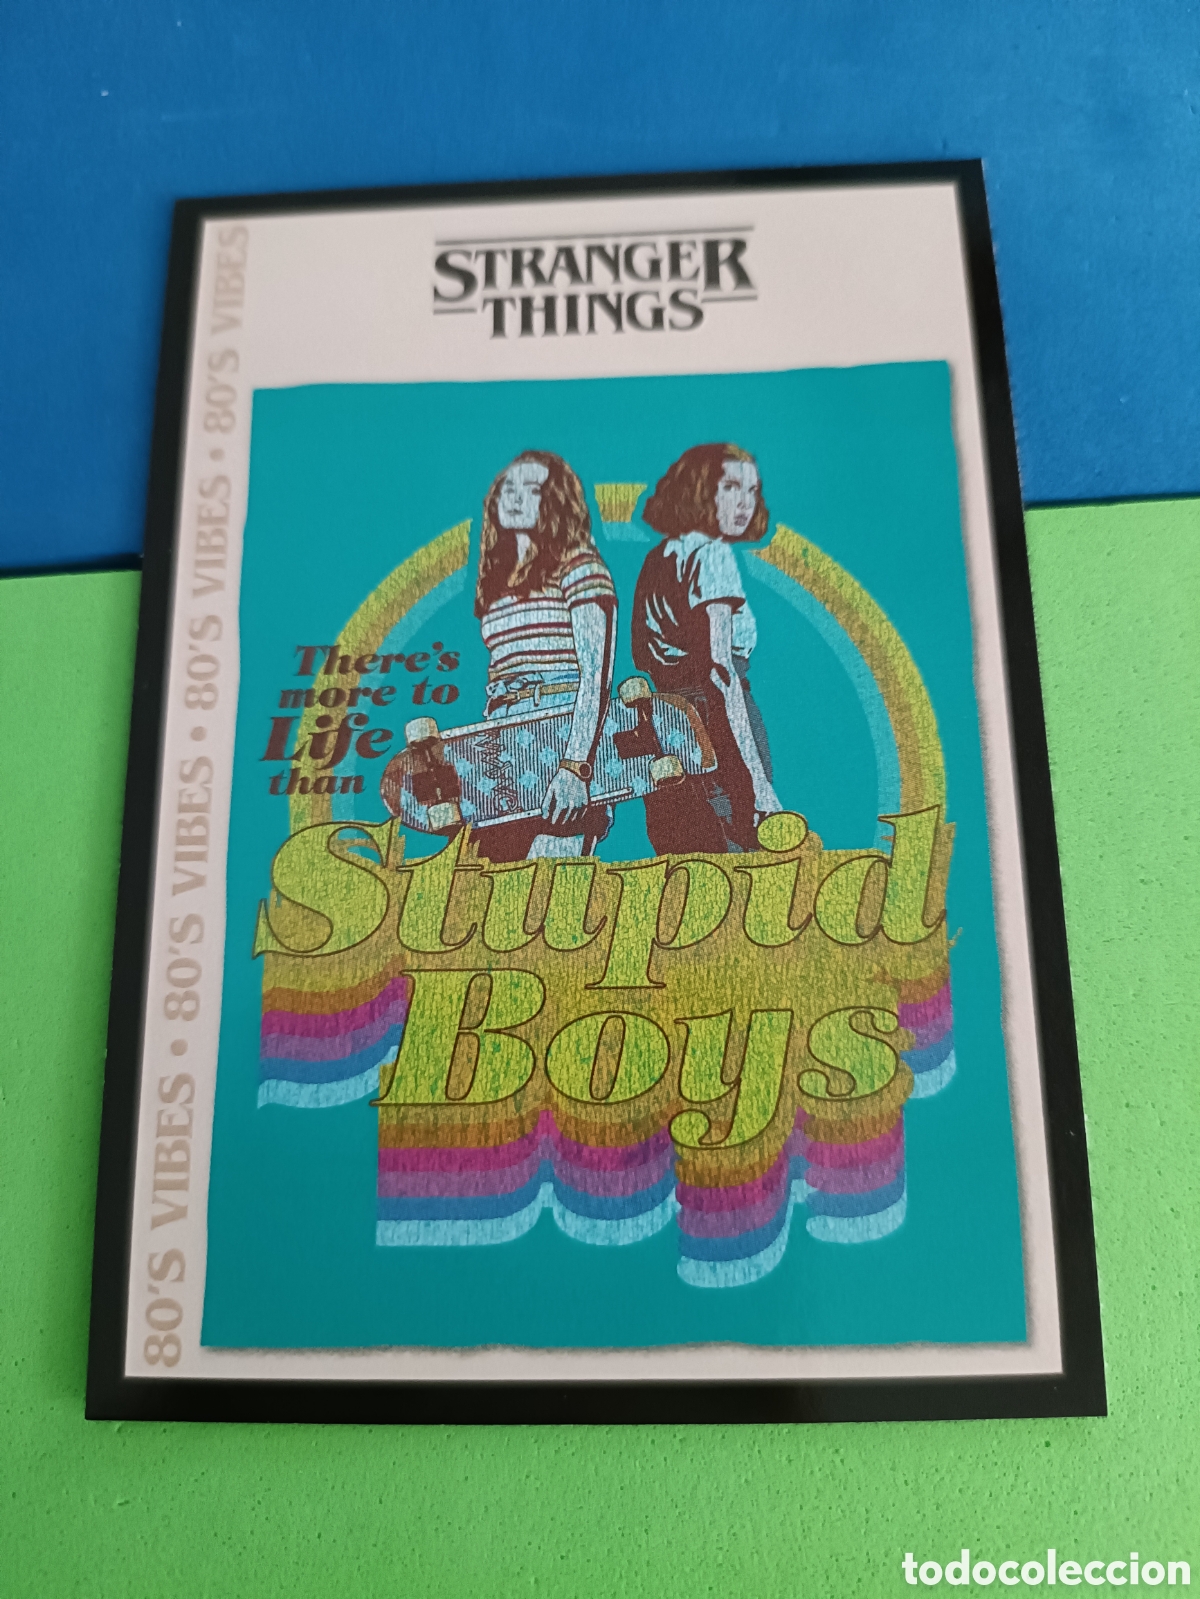 STRANGER
THINGS
80'S VIBES • 80'S VIBES • 80'S VIBES • 80'S VIBES
There's
more to
Life
than
Stupid
Boys
todocoleccion